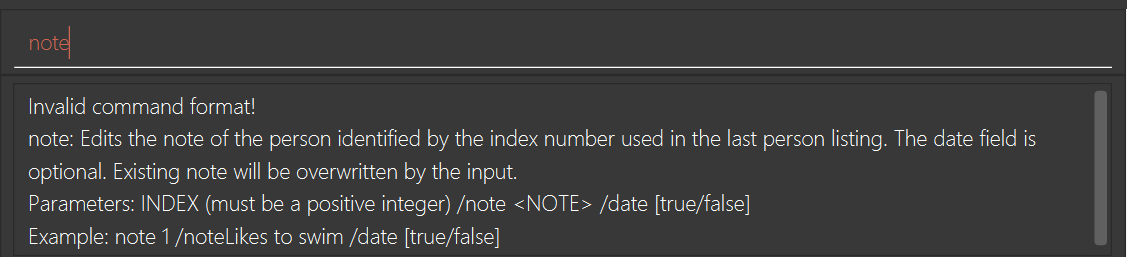 note
Invalid command format!
note: Edits the note of the person identified by the index number used in the last person listing. The date field is
optional. Existing note will be overwritten by the input.
Parameters: INDEX (must be a positive integer) /note <NOTE> /date [true/false]
Example: note 1 /noteLikes to swim /date [true/false]